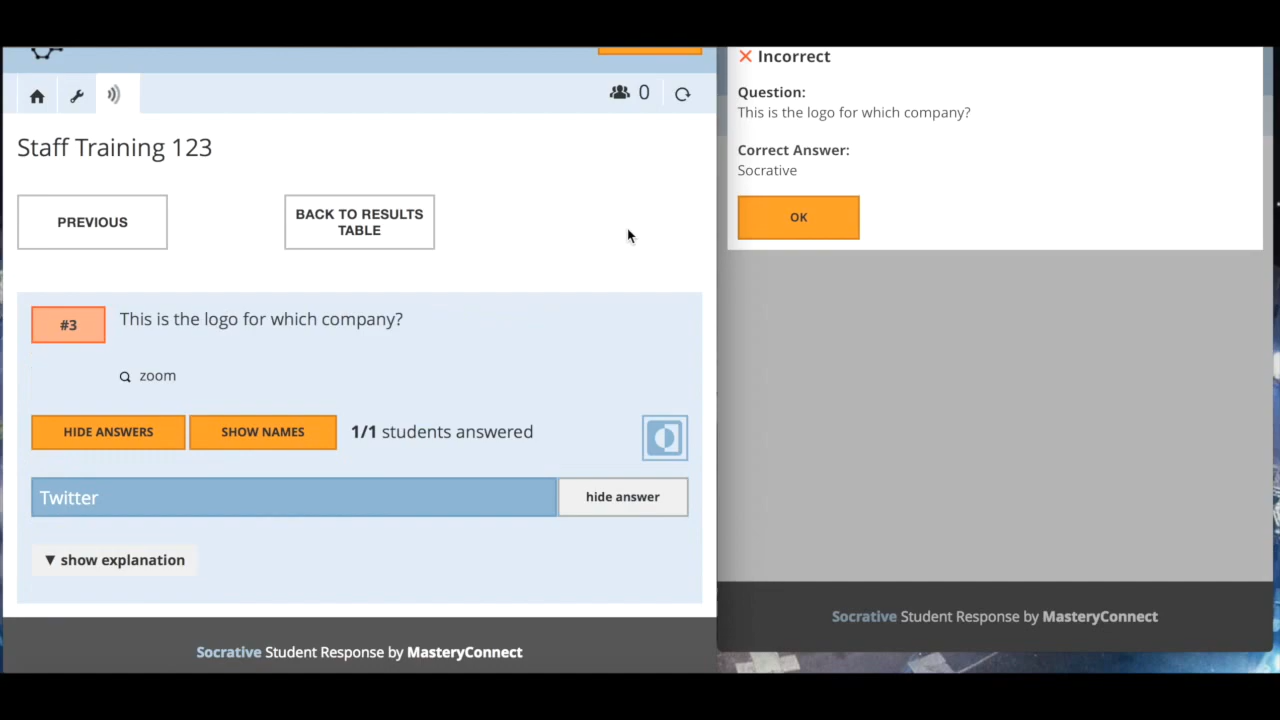 0
Staff Training 123
PREVIOUS
BACK TO RESULTS
TABLE
#3
This is the logo for which company?
zoom
HIDE ANSWERS
SHOW NAMES
1/1 students answered
Twitter
hide answer
▼ show explanation
Socrative Student Response by MasteryConnect
Incorrect
Question:
This is the logo for which company?
Correct Answer:
Socrative
OK
Socrative Student Response by MasteryConnect